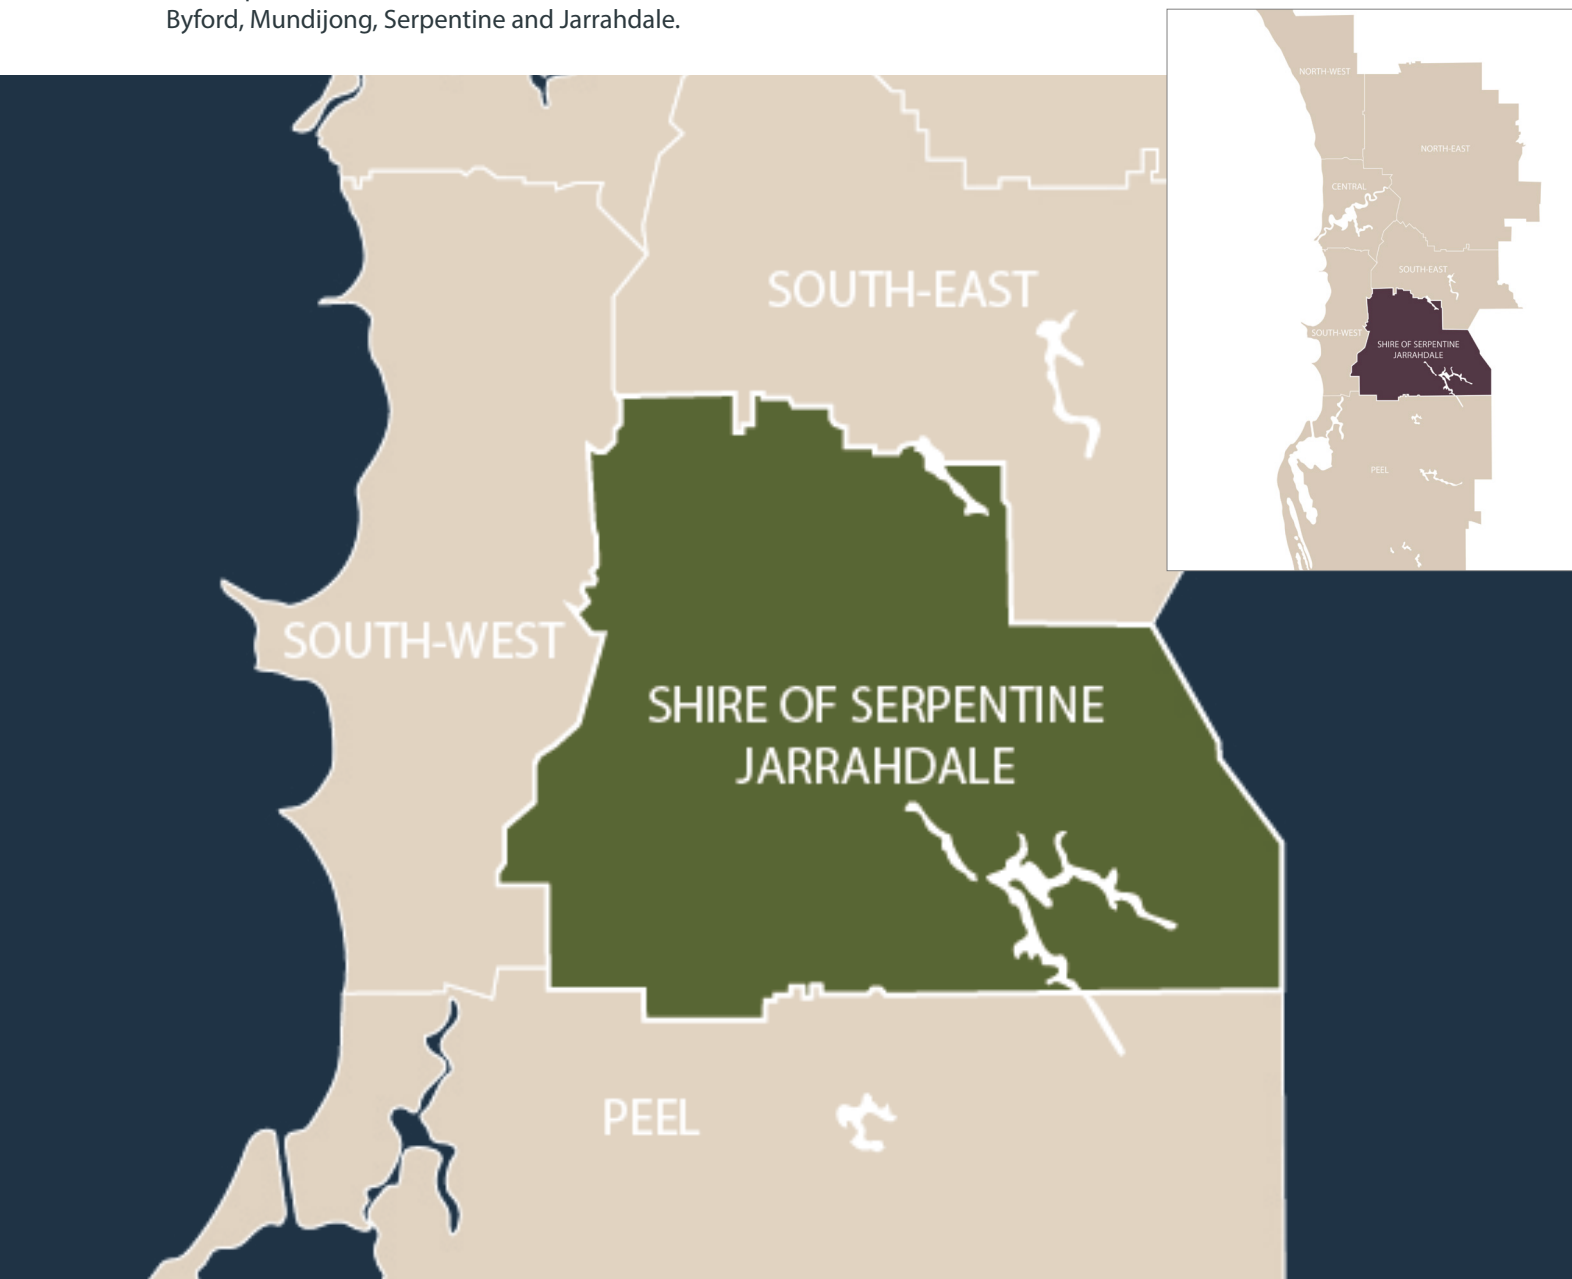 Byford, Mundijong, Serpentine and Jarrahdale.
NORTH-WEST
NORTH-EAST
CENTRAL
SOUTH-EAST
SOUTH-WEST
SHIRE OF SERPENTINE
JARRAHDALE
PEEL
SOUTH-EAST
SOUTH-WEST
SHIRE OF SERPENTINE
JARRAHDALE
PEEL